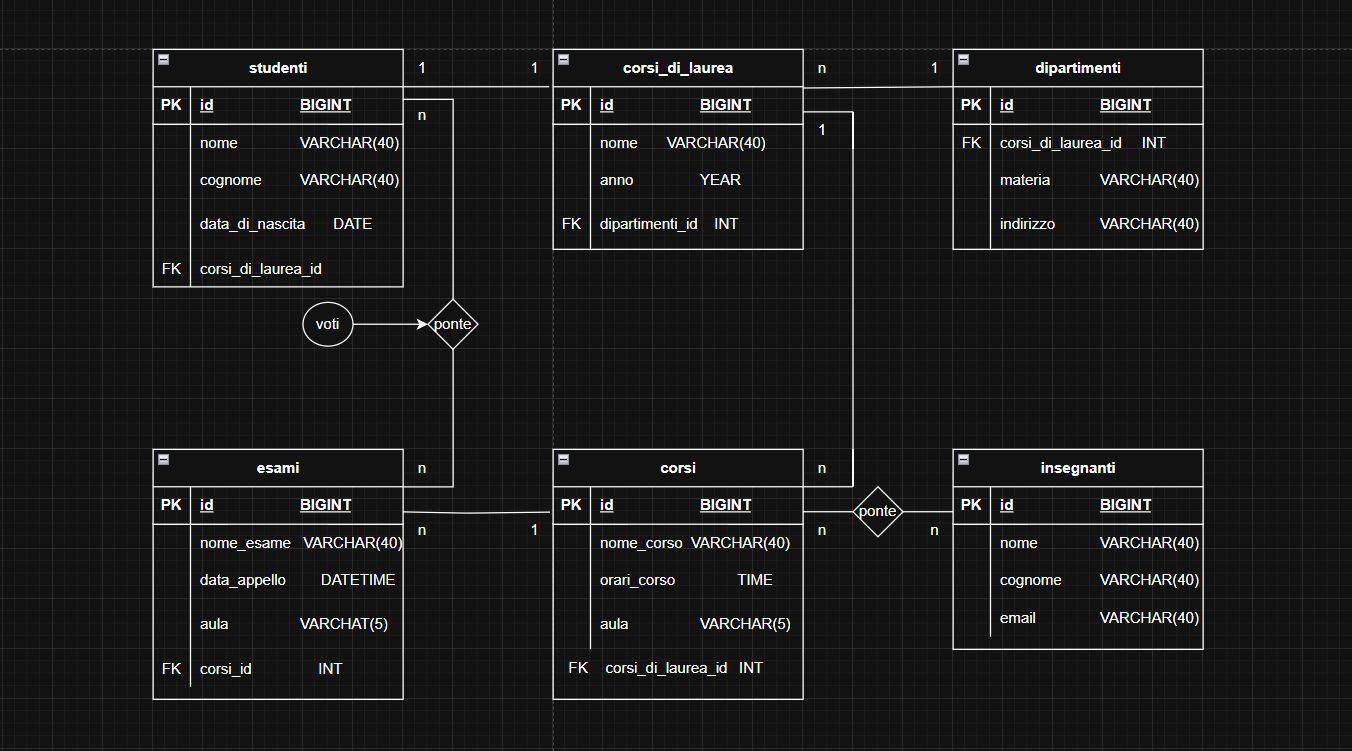 studenti
1
1
corsi_di_laurea
n
1
dipartimenti
PK id BIGINT
n
nome VARCHAR(40)
cognome VARCHAR(40)
data_di_nascita DATE
FK corsi_di_laurea_id
PK id BIGINT
1
nome VARCHAR(40)
anno YEAR
FK dipartimenti_id INT
PK id BIGINT
FK corsi_di_laurea_id INT
materia VARCHAR(40)
indirizzo VARCHAR(40)
voti
ponte
esami
n
corsi
n
insegnanti
PK id BIGINT
n
1
nome_esame VARCHAR(40)
data_appello DATETIME
aula VARCHAT(5)
FK corsi_id INT
PK id BIGINT
n
ponte
n
nome_corso VARCHAR(40)
orari_corso TIME
aula VARCHAR(5)
FK corsi_di_laurea_id INT
PK id BIGINT
nome VARCHAR(40)
cognome VARCHAR(40)
email VARCHAR(40)